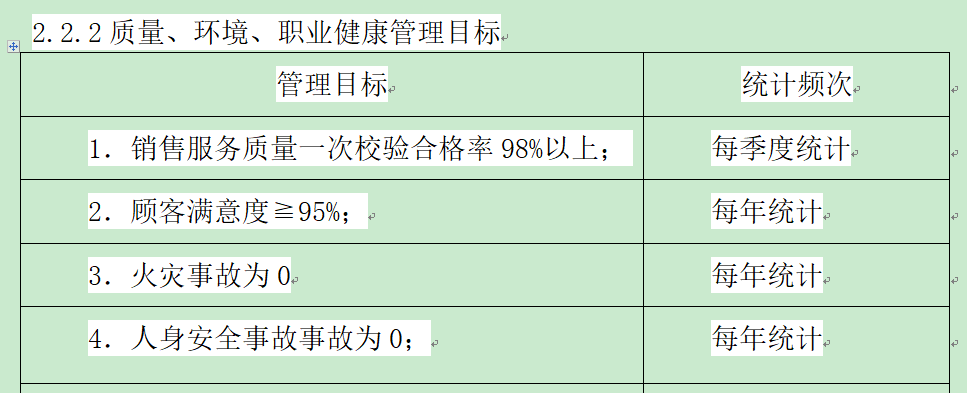 2.2.2质量、环境、职业健康管理目标
管理目标 统计频次
1．销售服务质量一次校验合格率98%以上； 每季度统计
2．顾客满意度≧95%； 每年统计
3．火灾事故为0 每年统计
4．人身安全事故事故为0； 每年统计